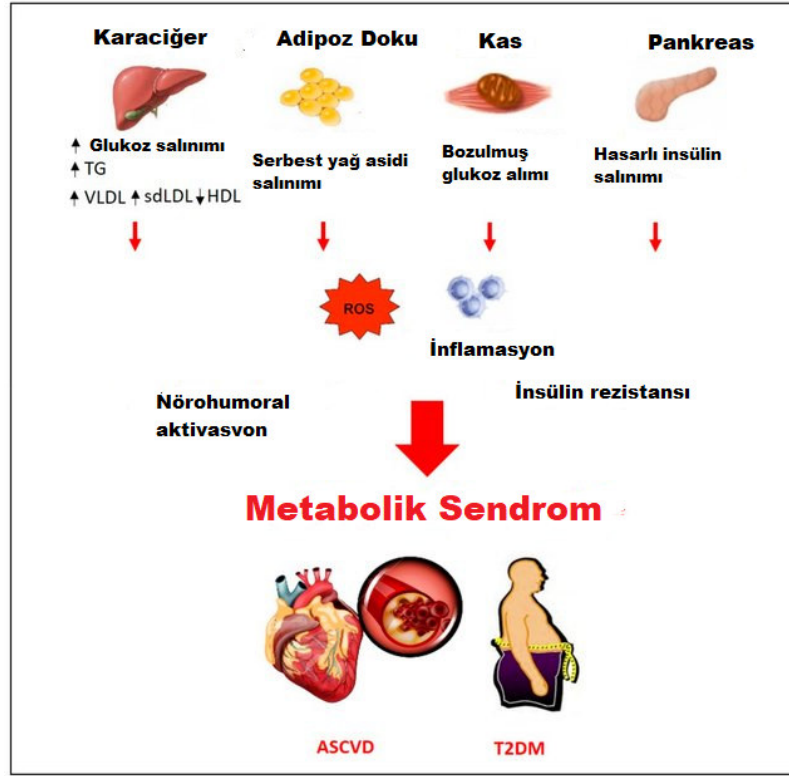 Karaciğer
Adipoz Doku
Kas
Pankreas
↑ Glukoz salınımı
↑ TG
↑ VLDL ↑ sdLDL ↓ HDL
Serbest yağ asidi
salınımı
Bozulmuş
glukoz alımı
Hasarlı insülin
salınımı
ROS
İnflamasyon
Nörohumoral
aktivasvon
İnsülin rezistansı
Metabolik Sendrom
ASCVD
T2DM